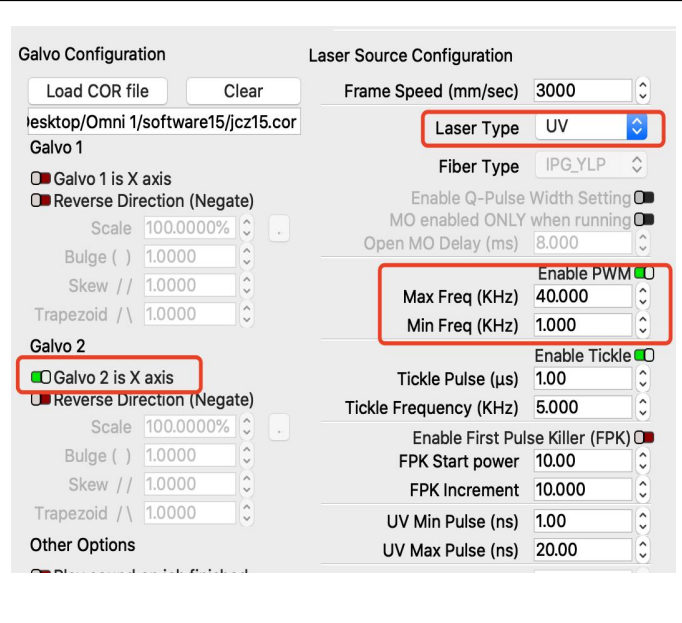 Galvo Configuration
Load COR file
Clear
esktop/Omni 1/software15/jcz15.cor
Galvo 1
Galvo 1 is X axis
Reverse Direction (Negate)
Scale 100.0000% .
Bulge ( ) 1.0000
Skew // 1.0000
Trapezoid /\ 1.0000
Galvo 2
Galvo 2 is X axis
Reverse Direction (Negate)
Scale 100.0000% .
Bulge ( ) 1.0000
Skew // 1.0000
Trapezoid /\ 1.0000
Other Options
Laser Source Configuration
Frame Speed (mm/sec) 3000
Laser Type UV
Fiber Type IPG_YLP
Enable Q-Pulse Width Setting
MO enabled ONLY when running
Open MO Delay (ms) 8.000
Enable PWM
Max Freq (KHz) 40.000
Min Freq (KHz) 1.000
Enable Tickle
Tickle Pulse (µs) 1.00
Tickle Frequency (KHz) 5.000
Enable First Pulse Killer (FPK)
FPK Start power 10.00
FPK Increment 10.000
UV Min Pulse (ns) 1.00
UV Max Pulse (ns) 20.00